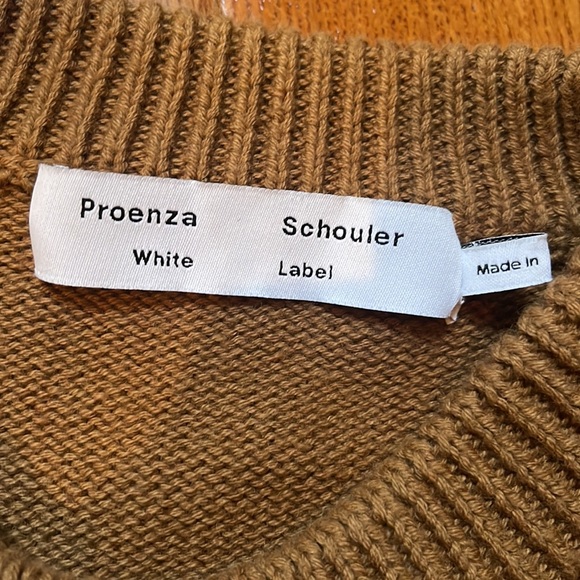 Proenza Schouler
White Label
Made in